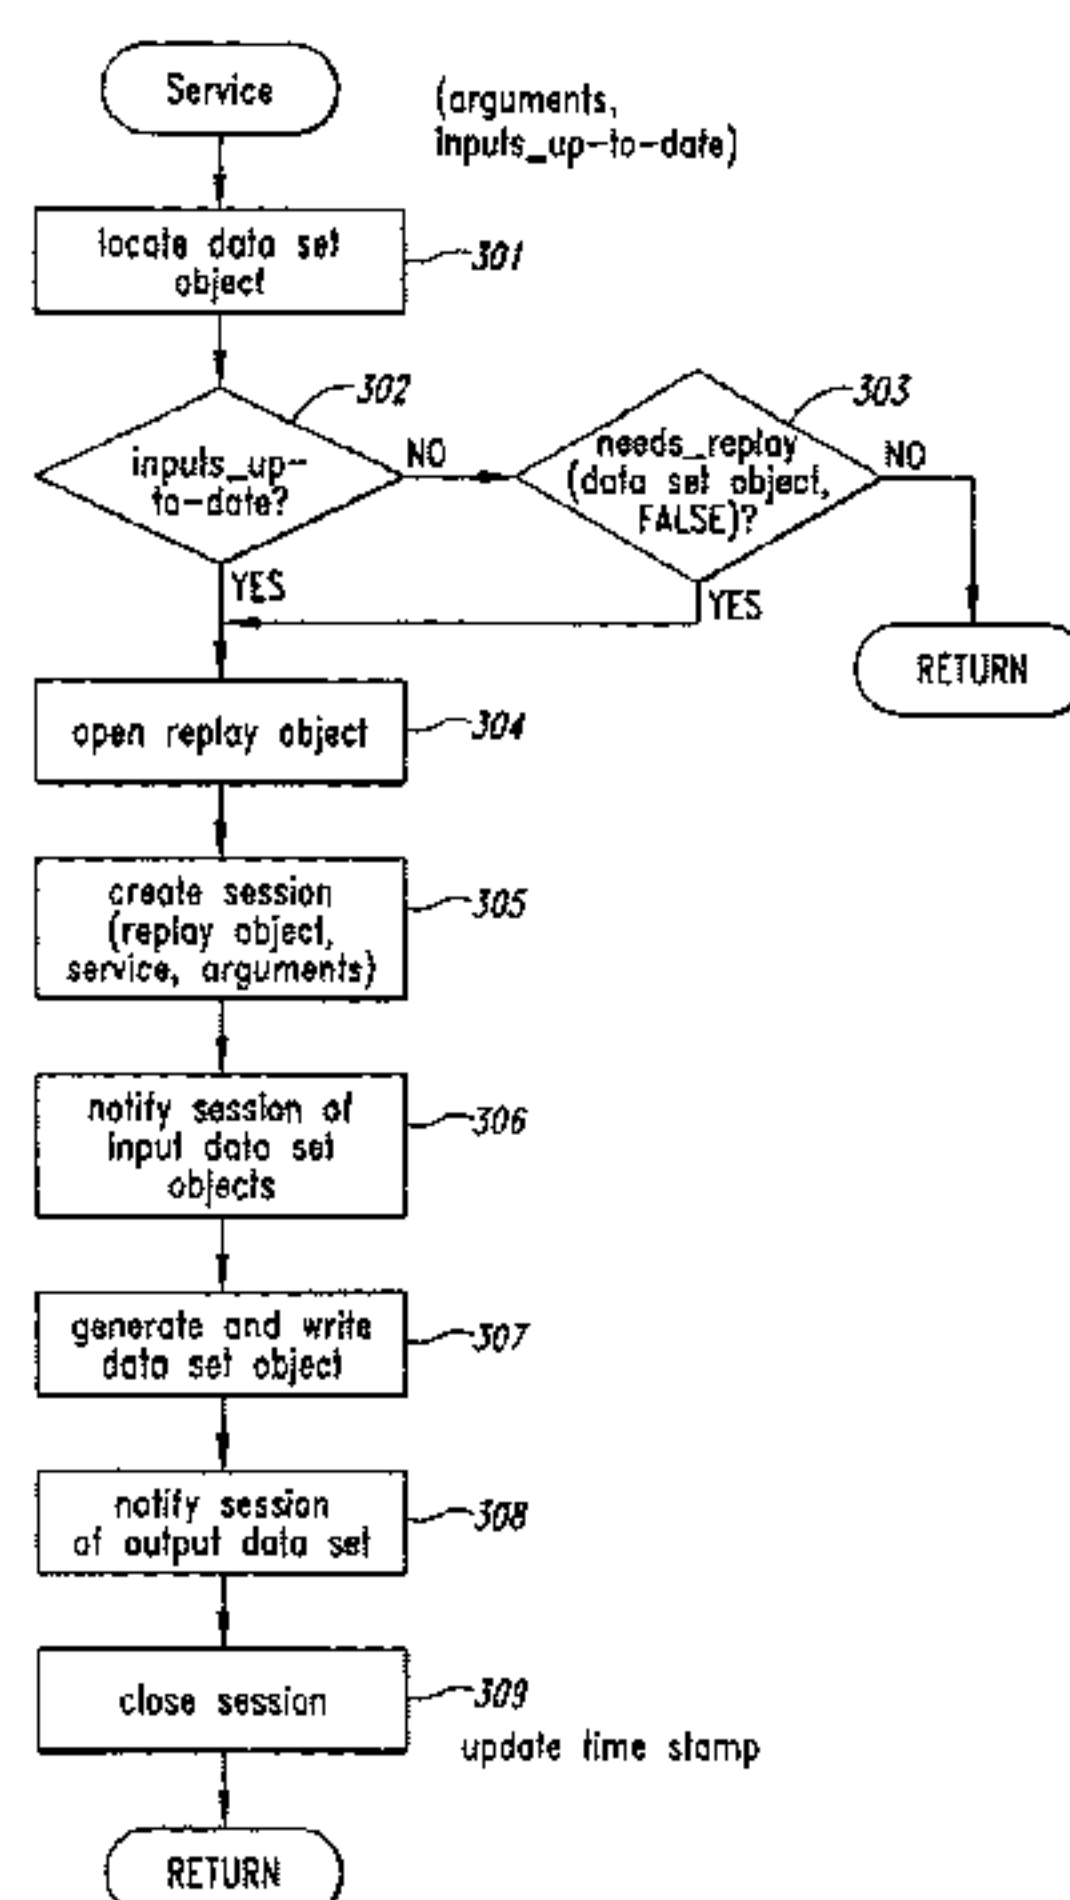 Service
(arguments,
inputs_up-to-date)
locate data set
object
301
302
inputs_up-
to-date?
NO
303
needs_replay
(data set object,
FALSE)?
NO
YES
YES
RETURN
open replay object
304
create session
(replay object,
service, arguments)
305
notify session of
input data set
objects
306
generate and write
data set object
307
notify session
of output data set
308
close session
309
update time stamp
RETURN